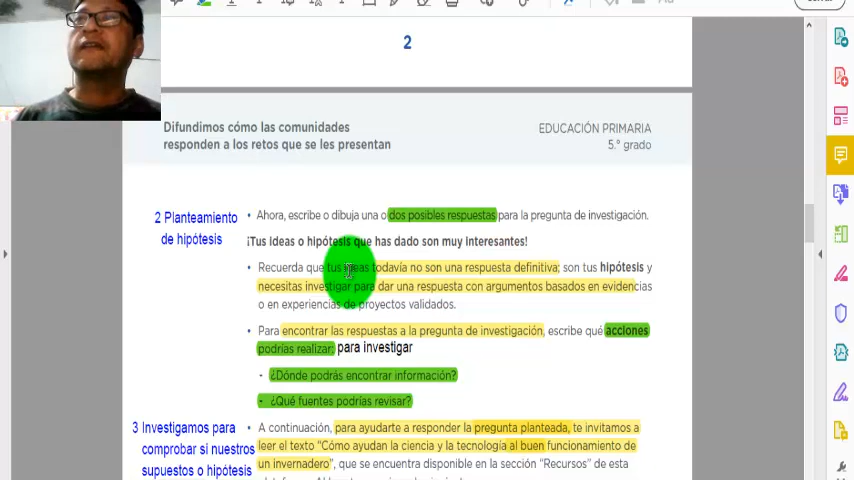 2
Difundimos cómo las comunidades
responden a los retos que se les presentan
EDUCACIÓN PRIMARIA
5.° grado
2 Planteamiento
de hipótesis
• Ahora, escribe o dibuja una o dos posibles respuestas para la pregunta de investigación.
¡Tus ideas o hipótesis que has dado son muy interesantes!
• Recuerda que tus ideas todavía no son una respuesta definitiva; son tus hipótesis y
necesitas investigar para dar una respuesta con argumentos basados en evidencias
o en experiencias de proyectos validados.
• Para encontrar las respuestas a la pregunta de investigación, escribe qué acciones
podrías realizar: para investigar
- ¿Dónde podrás encontrar información?
- ¿Qué fuentes podrías revisar?
3 Investigamos para
comprobar si nuestros
supuestos o hipótesis
• A continuación, para ayudarte a responder la pregunta planteada, te invitamos a
leer el texto "Cómo ayudan la ciencia y la tecnología al buen funcionamiento de
un invernadero", que se encuentra disponible en la sección "Recursos" de esta